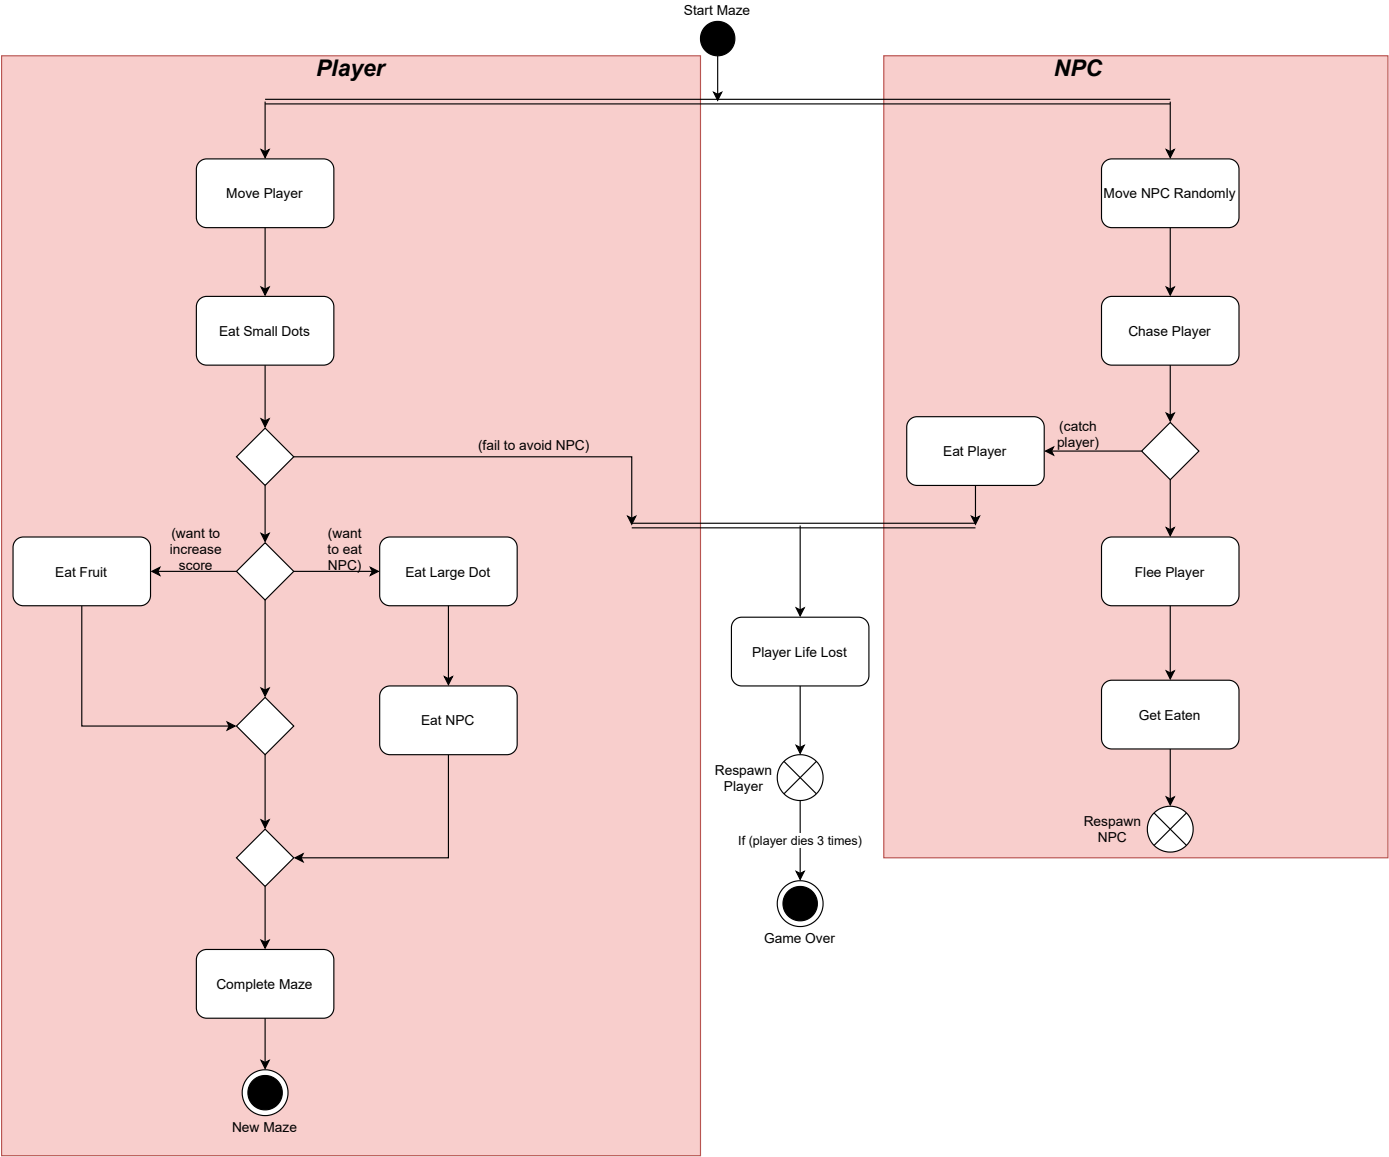 Start Maze
Player
NPC
Move Player
Move NPC Randomly
Eat Small Dots
Chase Player
(fail to avoid NPC)
Eat Player
(catch
player)
(want to
increase
score
(want
to eat
NPC)
Eat Fruit
Eat Large Dot
Flee Player
Player Life Lost
Eat NPC
Get Eaten
Respawn
Player
Respawn
NPC
If (player dies 3 times)
Game Over
Complete Maze
New Maze